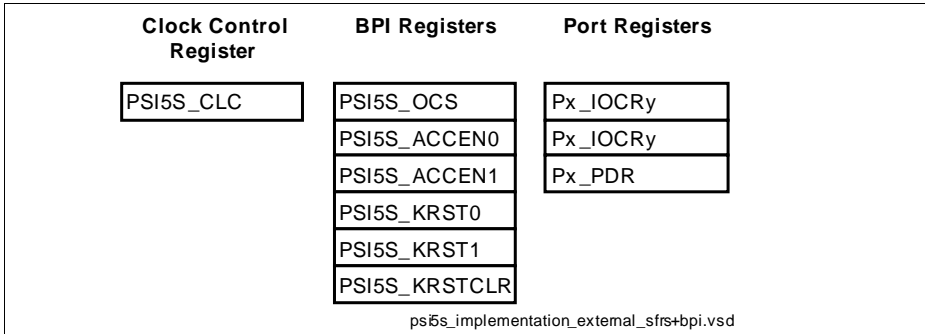 Clock Control Register
BPI Registers
Port Registers
PSI5S_CLC
PSI5S_OCS
PSI5S_ACCEN0
PSI5S_ACCEN1
PSI5S_KRST0
PSI5S_KRST1
PSI5S_KRSTCLR
Px_IOCRy
Px_IOCRy
Px_PDR
psi5s_implementation_external_sfrs+bpi.vsd